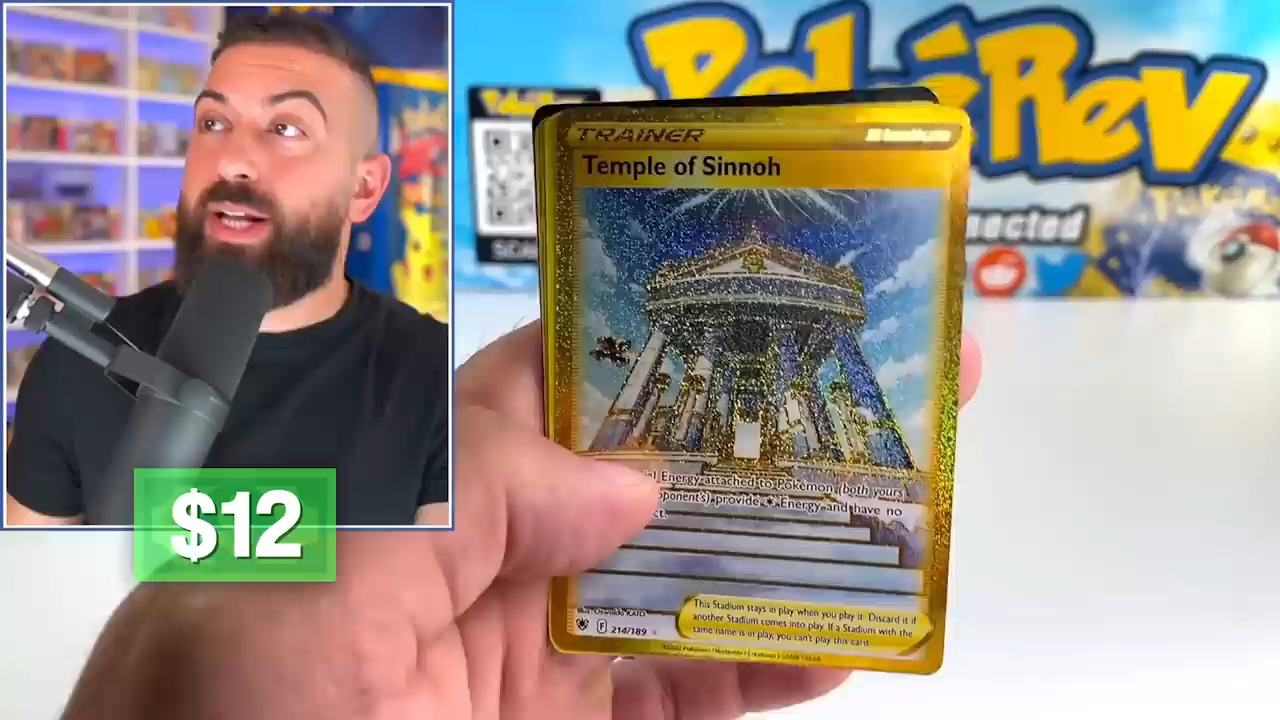 PokéRev
TRAINER
Temple of Sinnoh
Energy attached to Pokémon (both yours
opponent's) provide Energy and have no
This Stadium stays in play when you play it. Discard it if
another Stadium comes into play. If a Stadium with the
same name is in play, you can't play this card.
F 214/189
$12